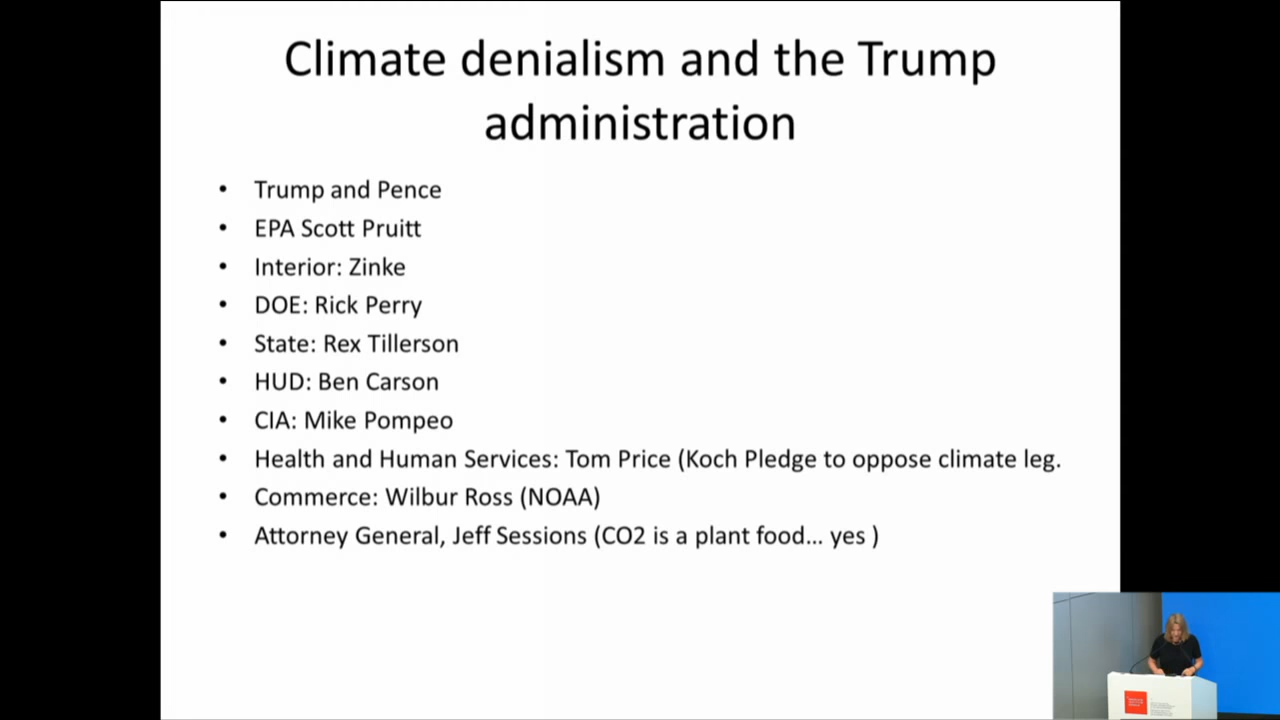 Climate denialism and the Trump
administration
• Trump and Pence
• EPA Scott Pruitt
• Interior: Zinke
• DOE: Rick Perry
• State: Rex Tillerson
• HUD: Ben Carson
• CIA: Mike Pompeo
• Health and Human Services: Tom Price (Koch Pledge to oppose climate leg.
• Commerce: Wilbur Ross (NOAA)
• Attorney General, Jeff Sessions (CO2 is a plant food... yes )